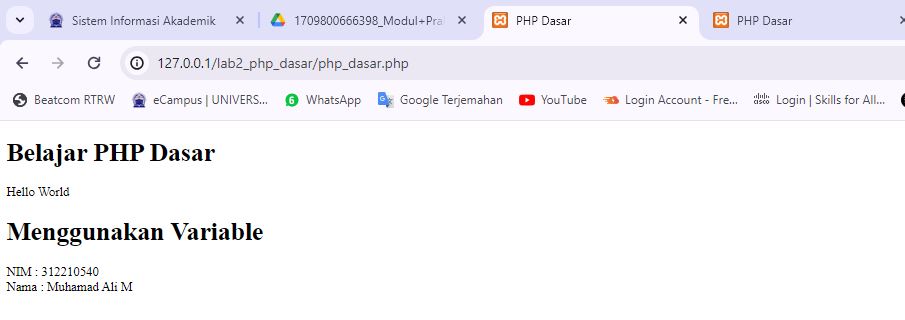 Sistem Informasi Akademik
1709800666398_Modul+Pra
PHP Dasar
PHP Dasar
127.0.0.1/lab2_php_dasar/php_dasar.php
Beatcom RTRW
eCampus | UNIVERS...
6
WhatsApp
Google Terjemahan
YouTube
Login Account - Fre...
cisco
Login | Skills for All...
Belajar PHP Dasar
Hello World
Menggunakan Variable
NIM : 312210540
Nama : Muhamad Ali M